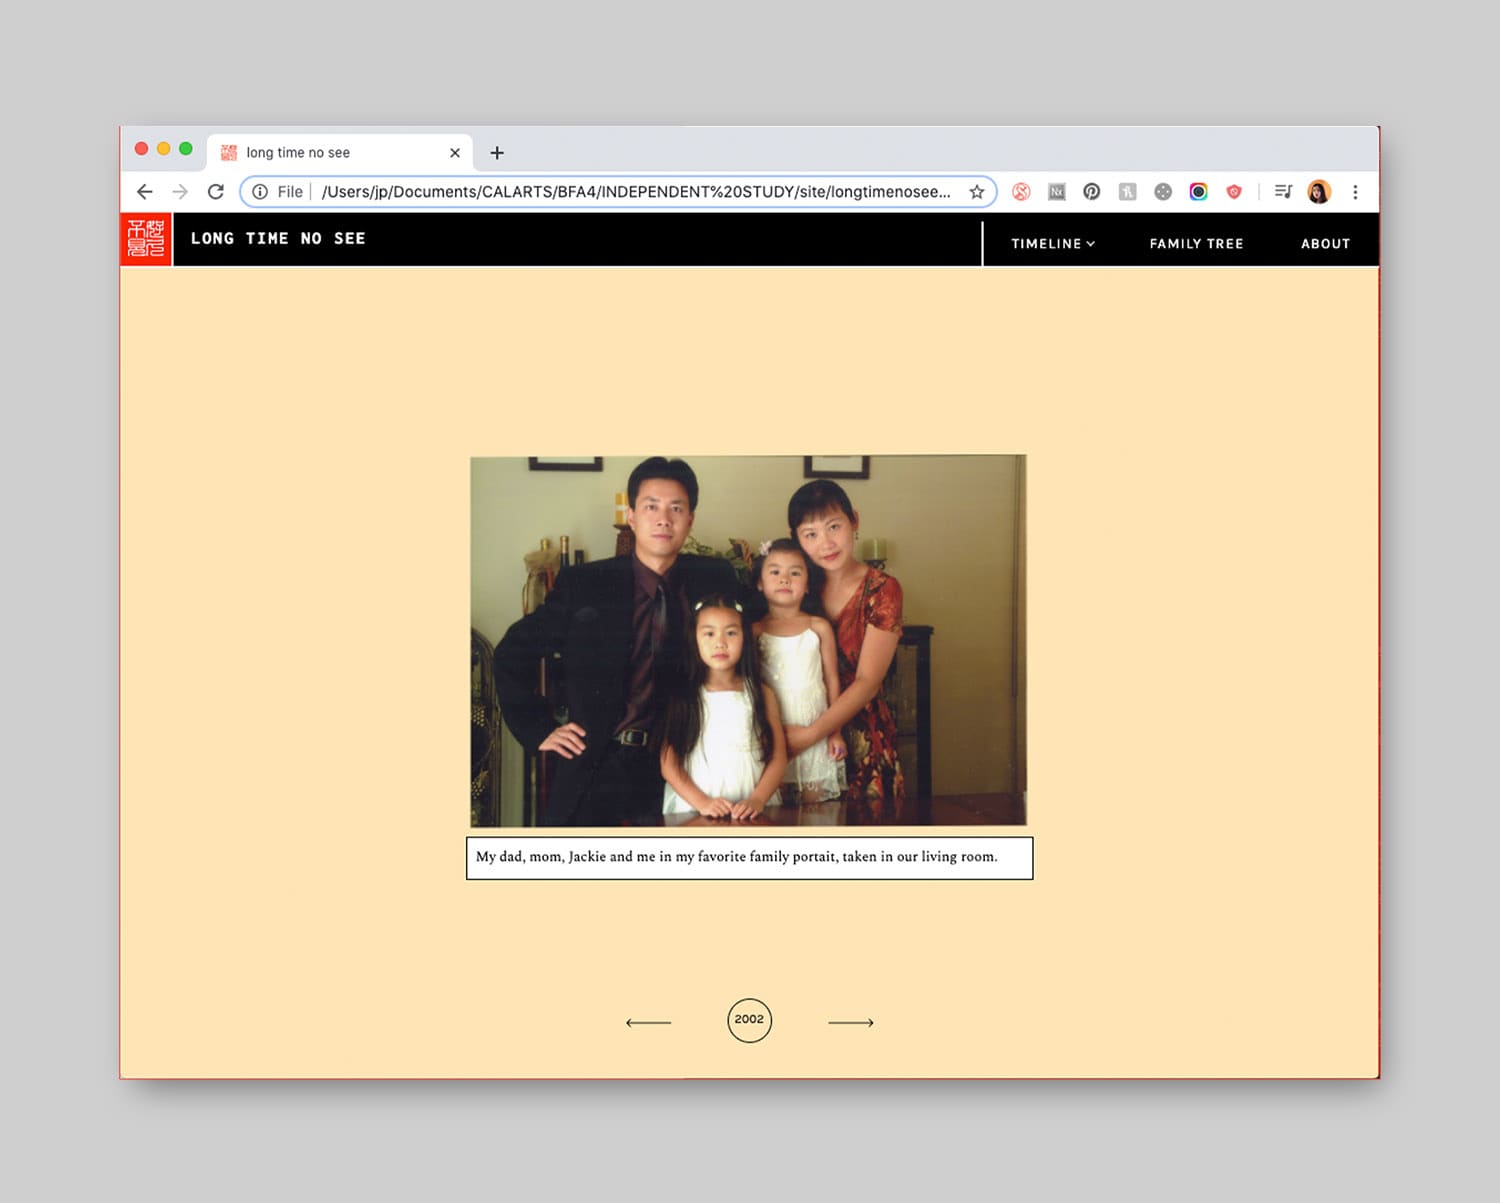 long time no see
File
/Users/jp/Documents/CALARTS/BFA4/INDEPENDENT%20STUDY/site/longtimenosee...
Nx
LONG TIME NO SEE
TIMELINE
FAMILY TREE
ABOUT
My dad, mom, Jackie and me in my favorite family portait, taken in our living room.
2002